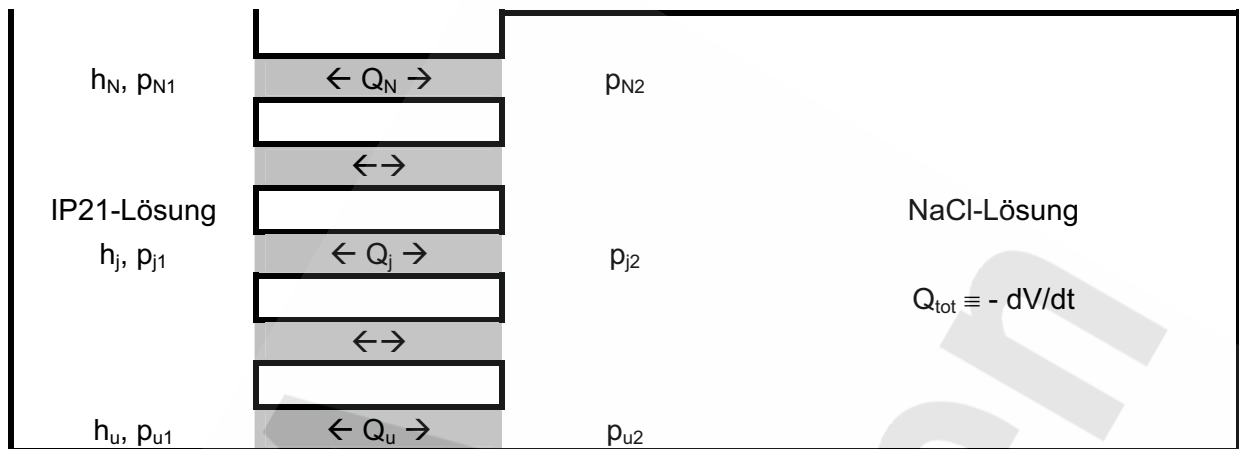 h_N, p_N1 ← Q_N → p_N2
←→
IP21-Lösung NaCl-Lösung
h_j, p_j1 ← Q_j → p_j2
Q_tot ≡ - dV/dt
←→
h_u, p_u1 ← Q_u → p_u2